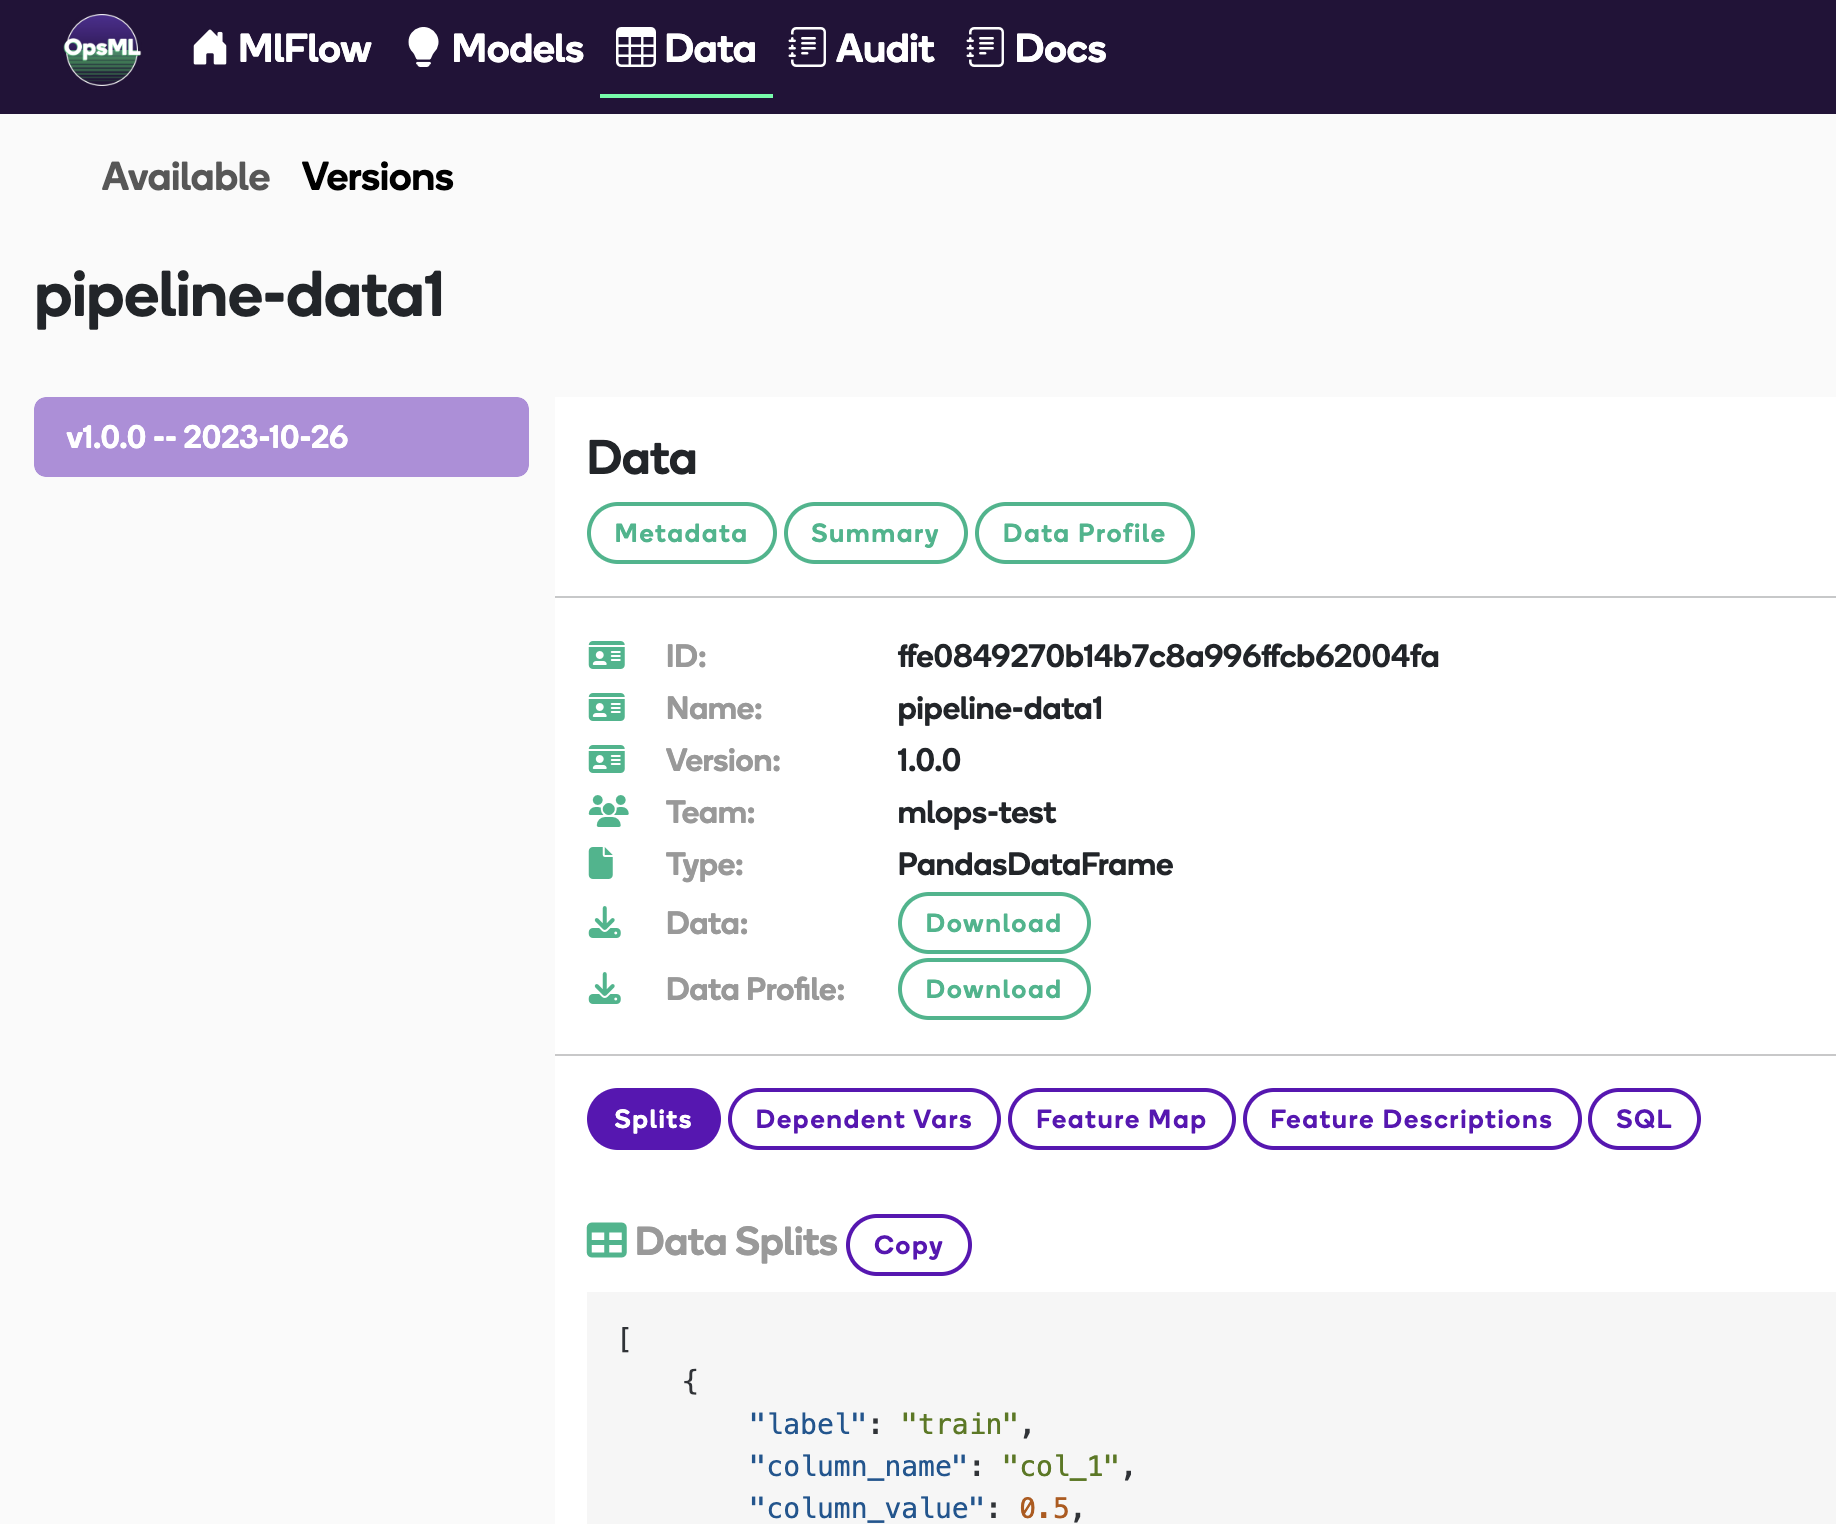 OpsML MlFlow Models Data Audit Docs
Available Versions
pipeline-data1
v1.0.0 -- 2023-10-26
Data
Metadata Summary Data Profile
ID: ffe0849270b14b7c8a996ffcb62004fa
Name: pipeline-data1
Version: 1.0.0
Team: mlops-test
Type: PandasDataFrame
Data: Download
Data Profile: Download
Splits Dependent Vars Feature Map Feature Descriptions SQL
Data Splits Copy
[
{
"label": "train",
"column_name": "col_1",
"column_value": 0.5,